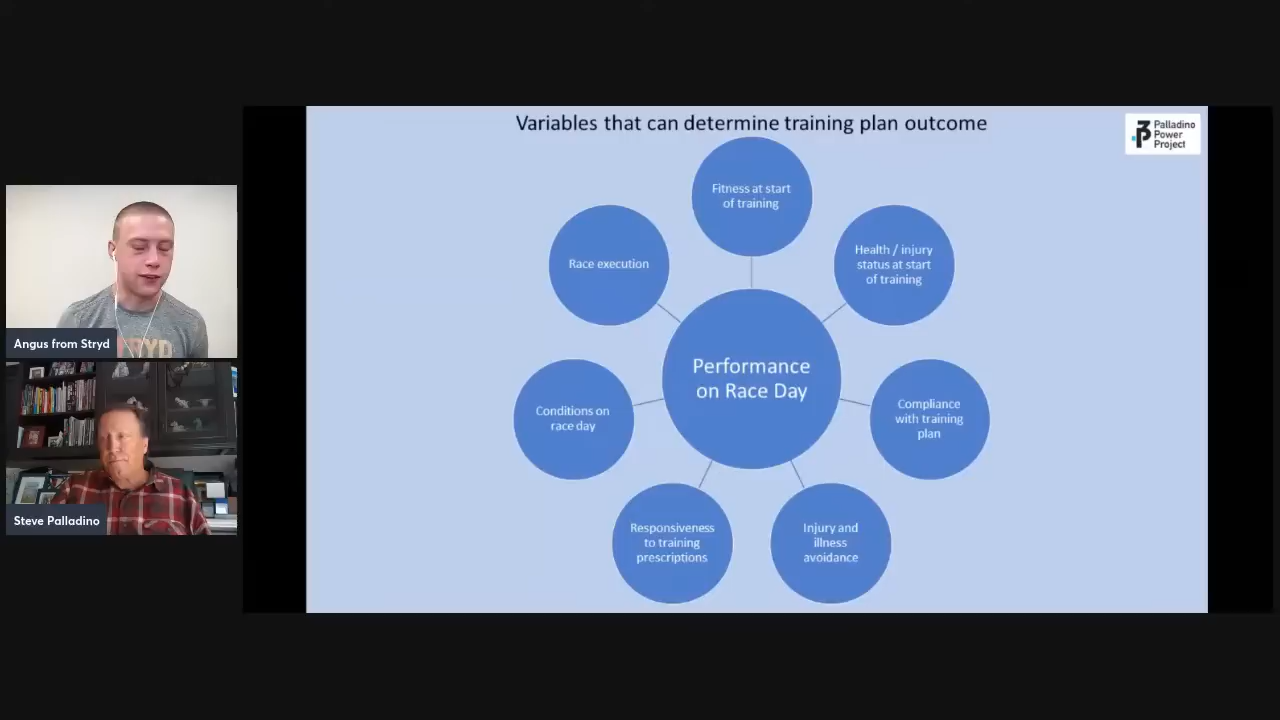 Variables that can determine training plan outcome
Palladino
Power
Project
Fitness at start
of training
Race execution
Health / injury
status at start
of training
Performance
on Race Day
Conditions on
race day
Compliance
with training
plan
Responsiveness
to training
prescriptions
Injury and
illness
avoidance
Angus from Stryd
STRYD
Steve Palladino